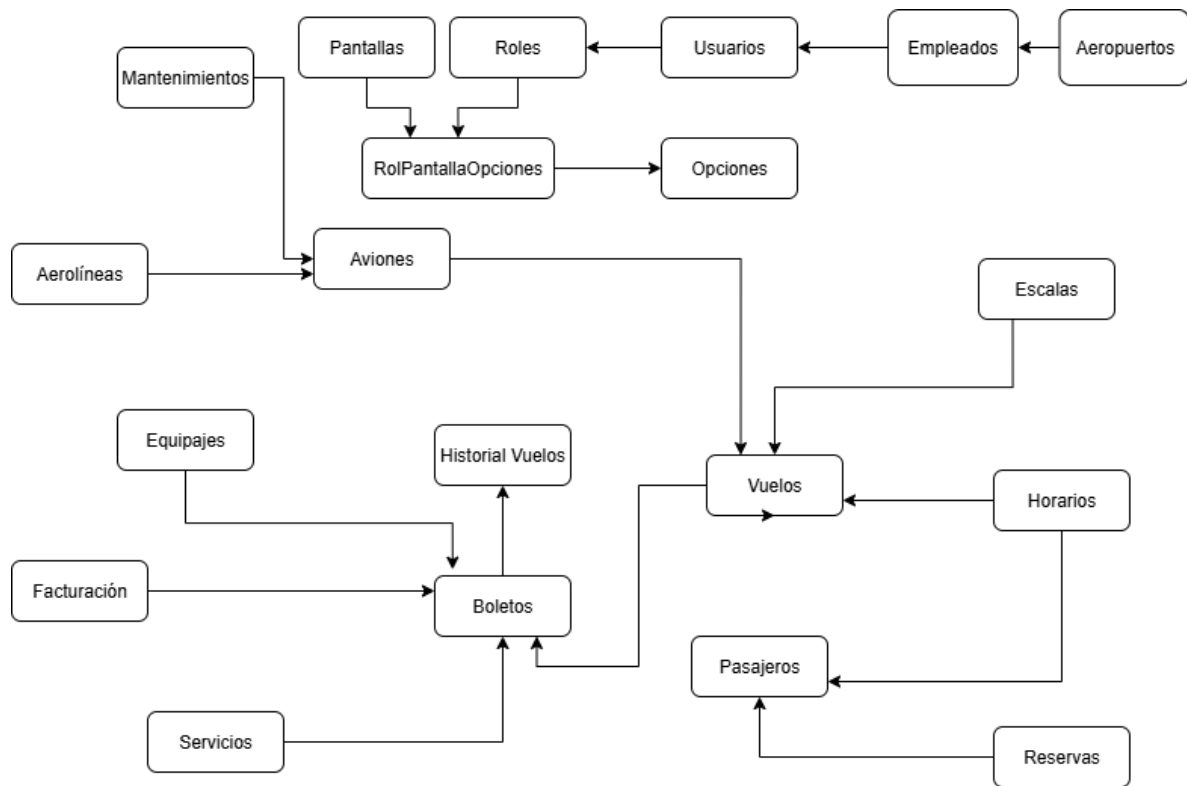 Pantallas
Roles
Usuarios
Empleados
Aeropuertos
Mantenimientos
RolPantallaOpciones
Opciones
Aerolíneas
Aviones
Escalas
Equipajes
Historial Vuelos
Vuelos
Horarios
Facturación
Boletos
Pasajeros
Servicios
Reservas